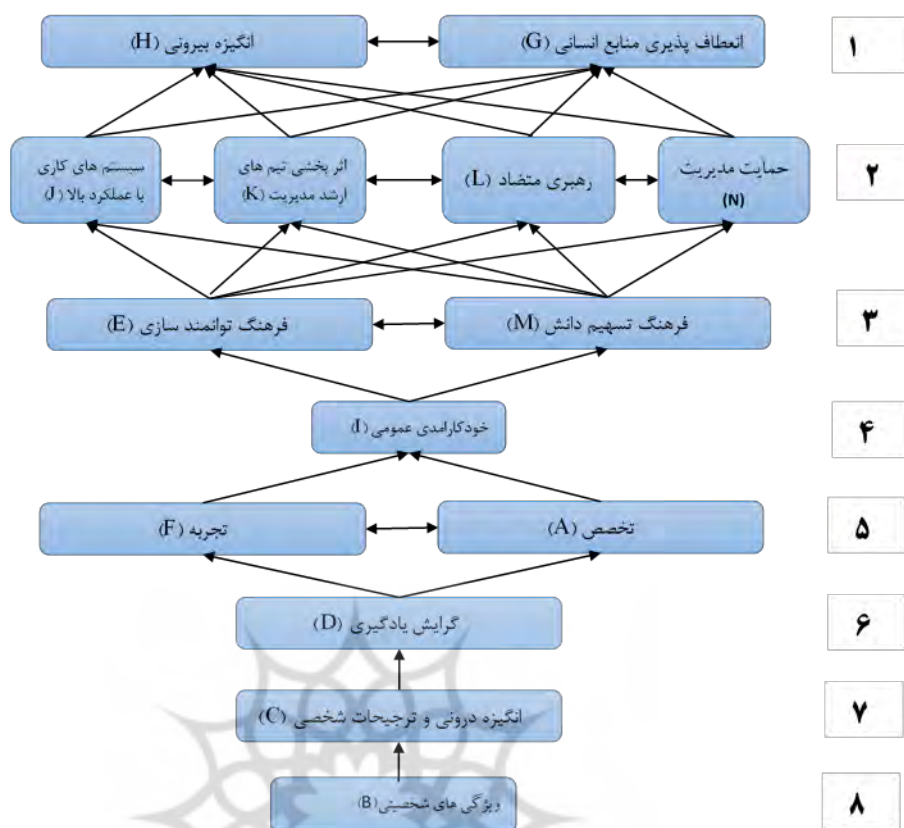 انعطاف پذیری منابع انسانی (G)
انگیزه بیرونی (H)
۱
حمایت مدیریت
(N)
رهبری متضاد (L)
اثر بخشی تیم های
ارشد مدیریت (K)
سیستم های کاری
با عملکرد بالا (J)
۲
فرهنگ تسهیم دانش (M)
فرهنگ توانمند سازی (E)
۳
خودکارامدی عمومی (I)
۴
تخصص (A)
تجربه (F)
۵
گرایش یادگیری (D)
۶
انگیزه درونی و ترجیحات شخصی (C)
۷
ویژگی های شخصیتی (B)
۸